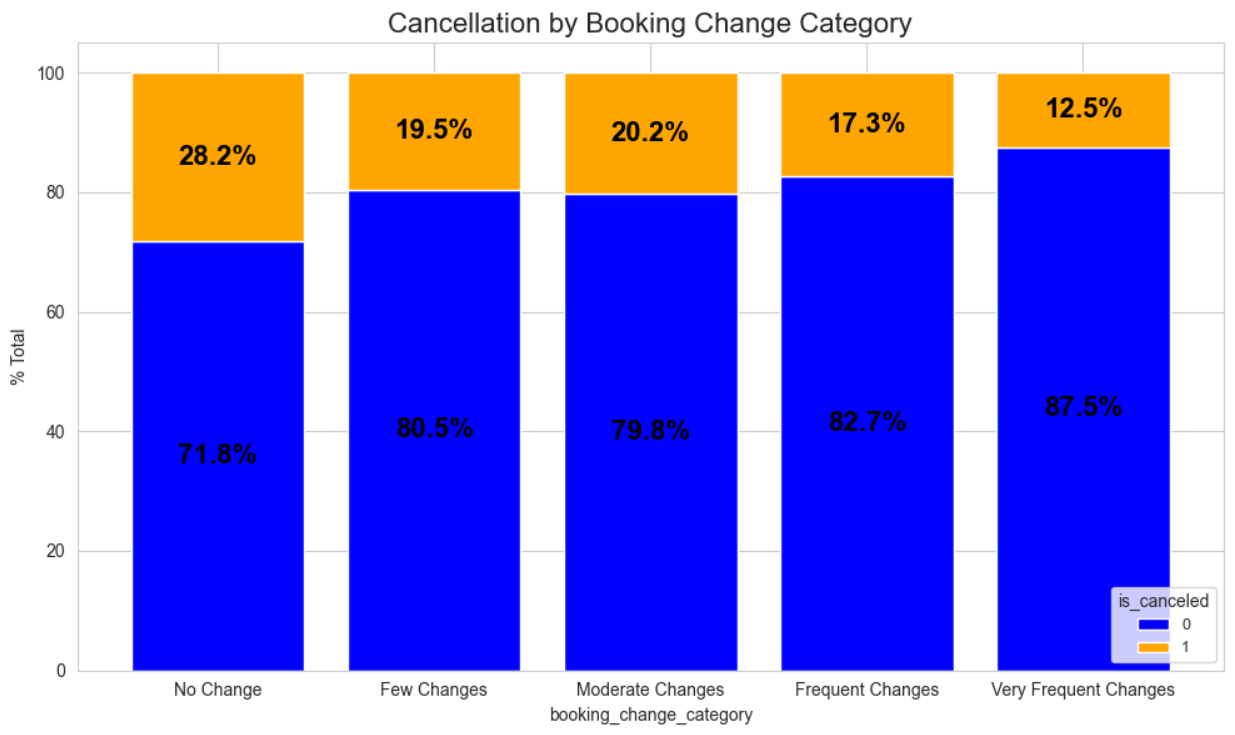 Cancellation by Booking Change Category
% Total
100
80
60
40
20
0
28.2%
19.5%
20.2%
17.3%
12.5%
71.8%
80.5%
79.8%
82.7%
87.5%
is_canceled
0
1
No Change
Few Changes
Moderate Changes
Frequent Changes
Very Frequent Changes
booking_change_category